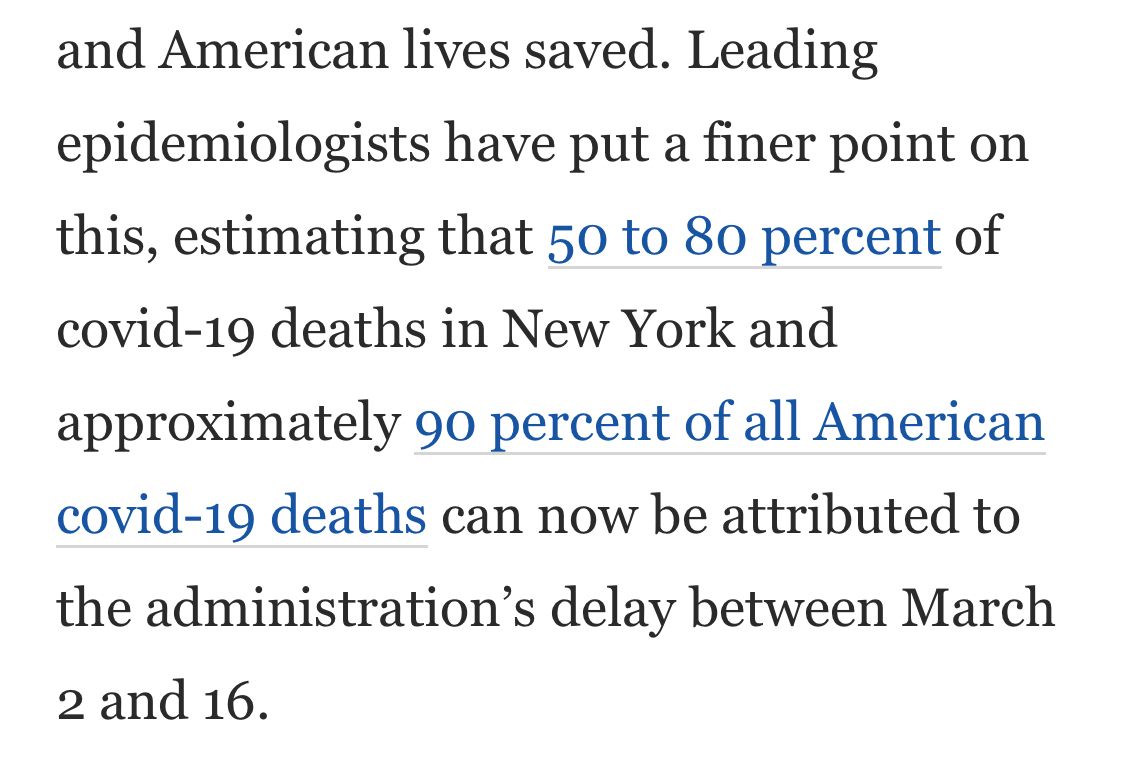 and American lives saved. Leading
epidemiologists have put a finer point on
this, estimating that 50 to 80 percent of
covid-19 deaths in New York and
approximately 90 percent of all American
covid-19 deaths can now be attributed to
the administration’s delay between March
2 and 16.